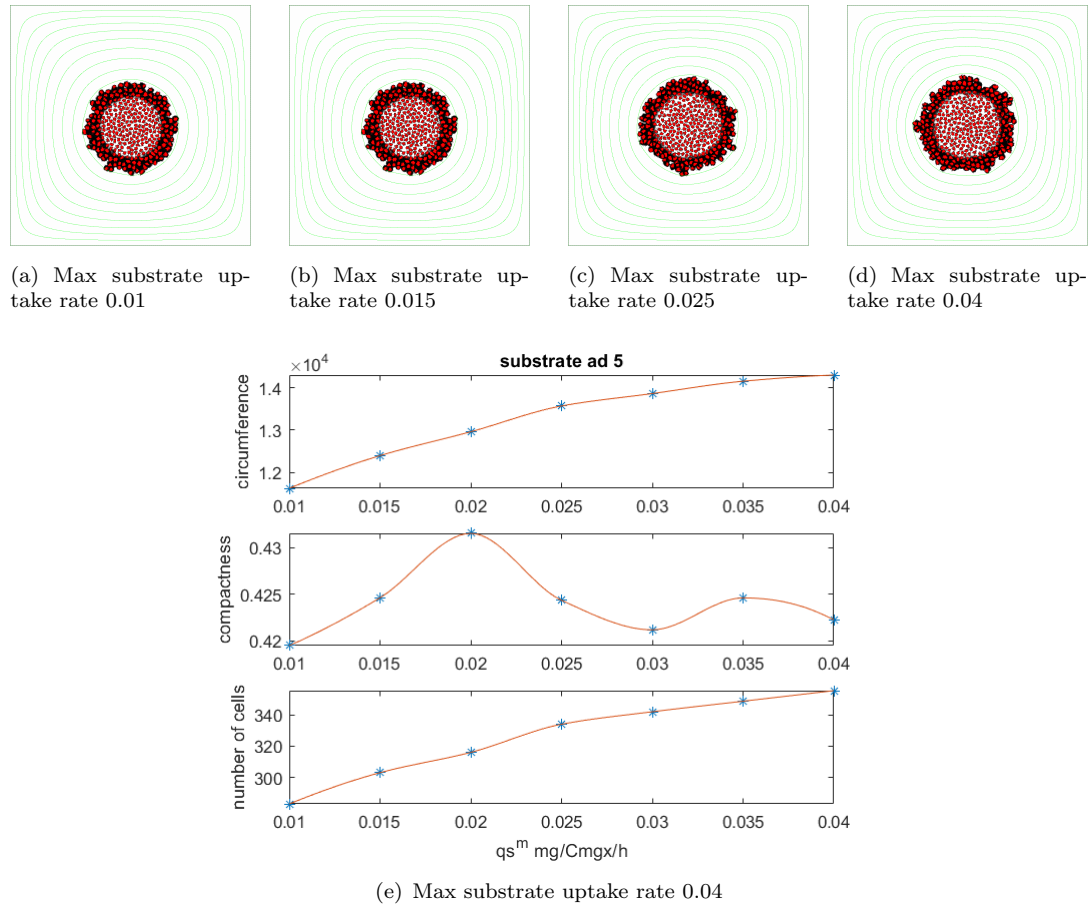 (a) Max substrate up-
take rate 0.01
(b) Max substrate up-
take rate 0.015
(c) Max substrate up-
take rate 0.025
(d) Max substrate up-
take rate 0.04
×10⁴
substrate ad 5
1.4
1.3
1.2
circumference
0.01 0.015 0.02 0.025 0.03 0.035 0.04
0.43
0.425
0.42
compactness
0.01 0.015 0.02 0.025 0.03 0.035 0.04
340
320
300
number of cells
0.01 0.015 0.02 0.025 0.03 0.035 0.04
qsᵐ mg/Cmgx/h
(e) Max substrate uptake rate 0.04